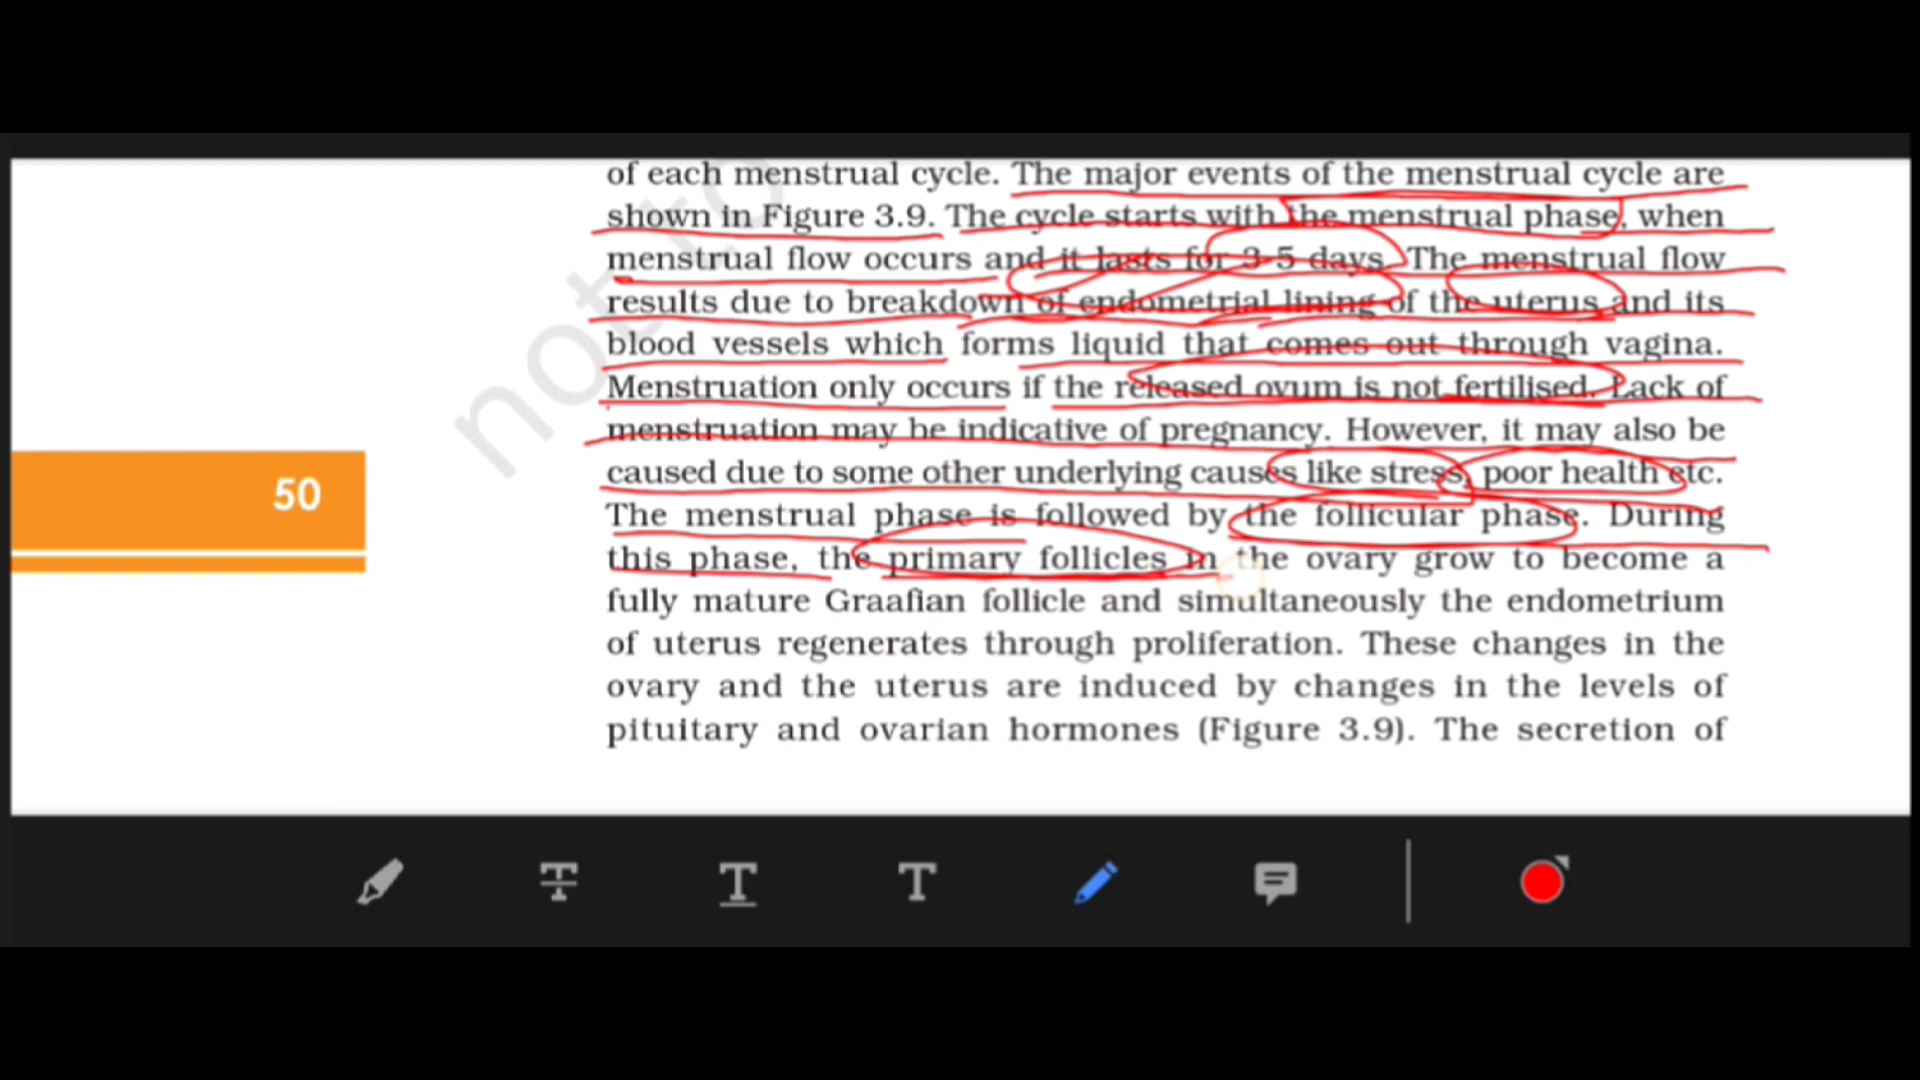 of each menstrual cycle. The major events of the menstrual cycle are
shown in Figure 3.9. The cycle starts with the menstrual phase, when
menstrual flow occurs and it lasts for 3-5 days. The menstrual flow
results due to breakdown of endometrial lining of the uterus and its
blood vessels which forms liquid that comes out through vagina.
Menstruation only occurs if the released ovum is not fertilised. Lack of
menstruation may be indicative of pregnancy. However, it may also be
caused due to some other underlying causes like stress, poor health etc.
The menstrual phase is followed by the follicular phase. During
this phase, the primary follicles in the ovary grow to become a
fully mature Graafian follicle and simultaneously the endometrium
of uterus regenerates through proliferation. These changes in the
ovary and the uterus are induced by changes in the levels of
pituitary and ovarian hormones (Figure 3.9). The secretion of
50
not to